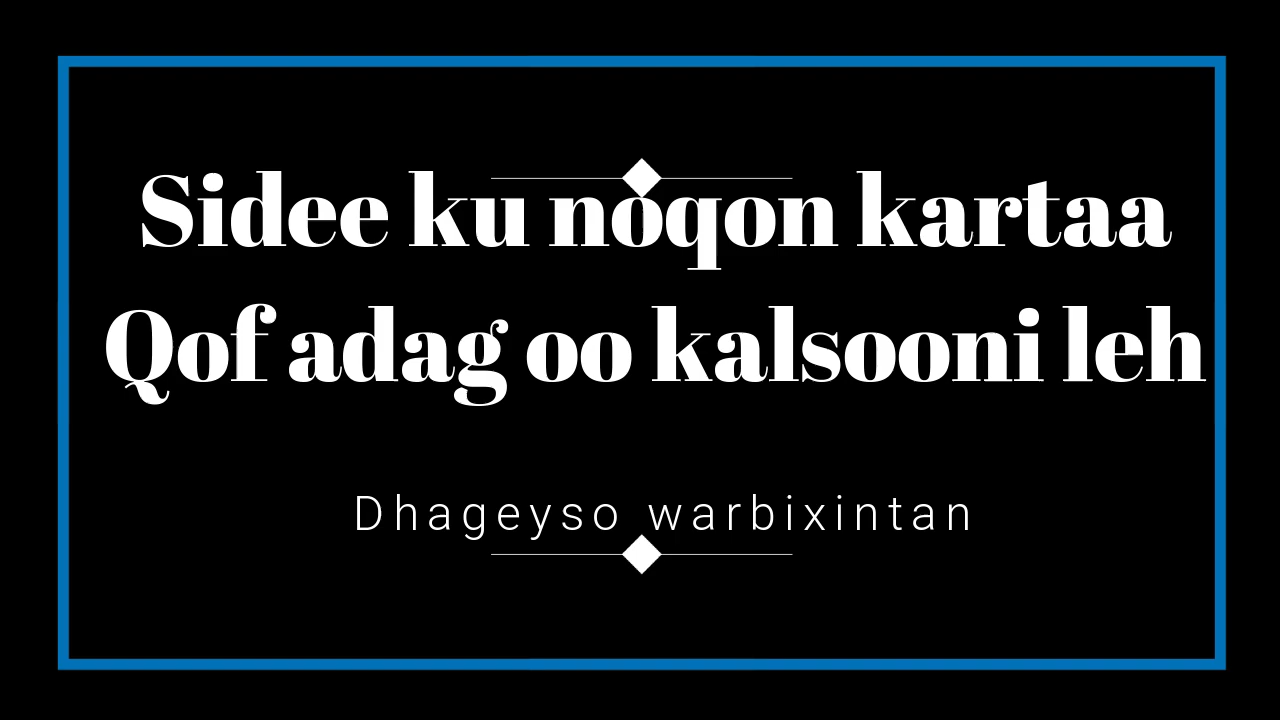 Sidee ku noqon kartaa
Qof adag oo kalsooni leh
Dhageyso warbixintan